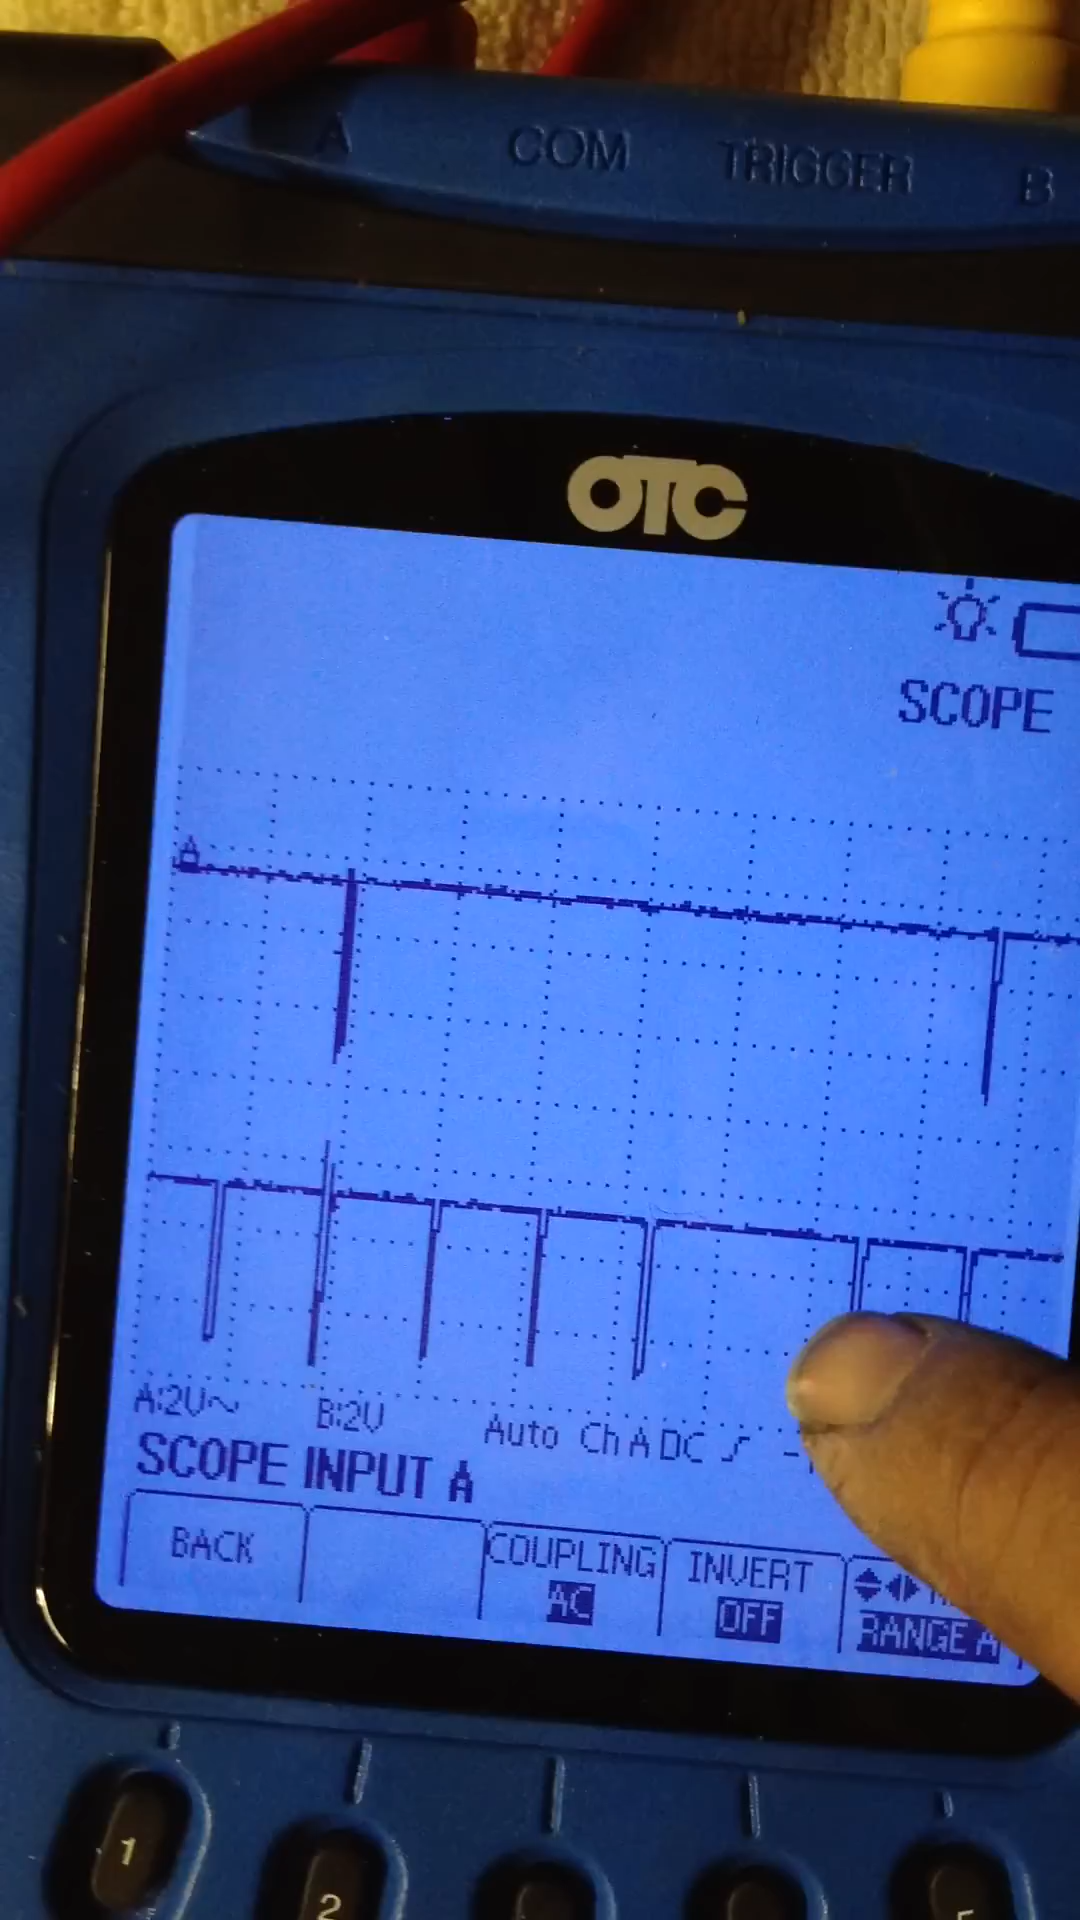 A COM TRIGGER B
OTC
SCOPE
A:2V~ B:2V Auto Ch A DC
SCOPE INPUT A
BACK COUPLING INVERT
AC OFF RANGE A
1 2